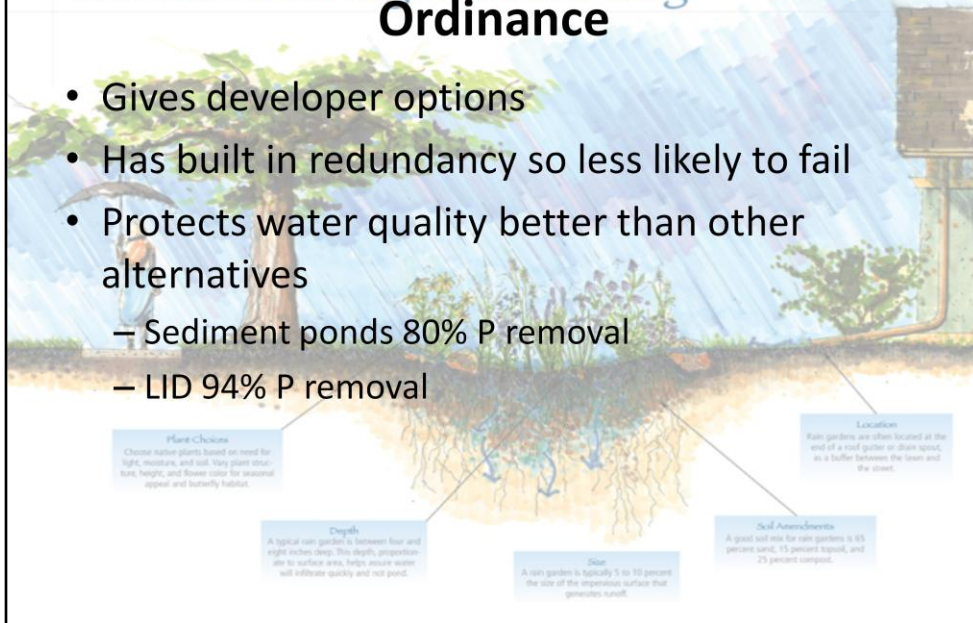 Ordinance
• Gives developer options
• Has built in redundancy so less likely to fail
• Protects water quality better than other
alternatives
– Sediment ponds 80% P removal
– LID 94% P removal
Plant Choices
Choose native plants based on need for
light, moisture, and soil. Vary plant struc-
ture, height, and flower color for seasonal
appeal and butterfly habitat.
Location
Rain gardens are often located at the
end of a roof gutter or drain spout,
as a buffer between the lawn and
the street.
Depth
A typical rain garden is between four and
eight inches deep. This depth, proportion-
ate to surface area, helps assure water
will infiltrate quickly and not pond.
Size
A rain garden is typically 5 to 10 percent
the size of the impervious surface that
generates runoff.
Soil Amendments
A good soil mix for rain gardens is 65
percent sand, 15 percent topsoil, and
25 percent compost.